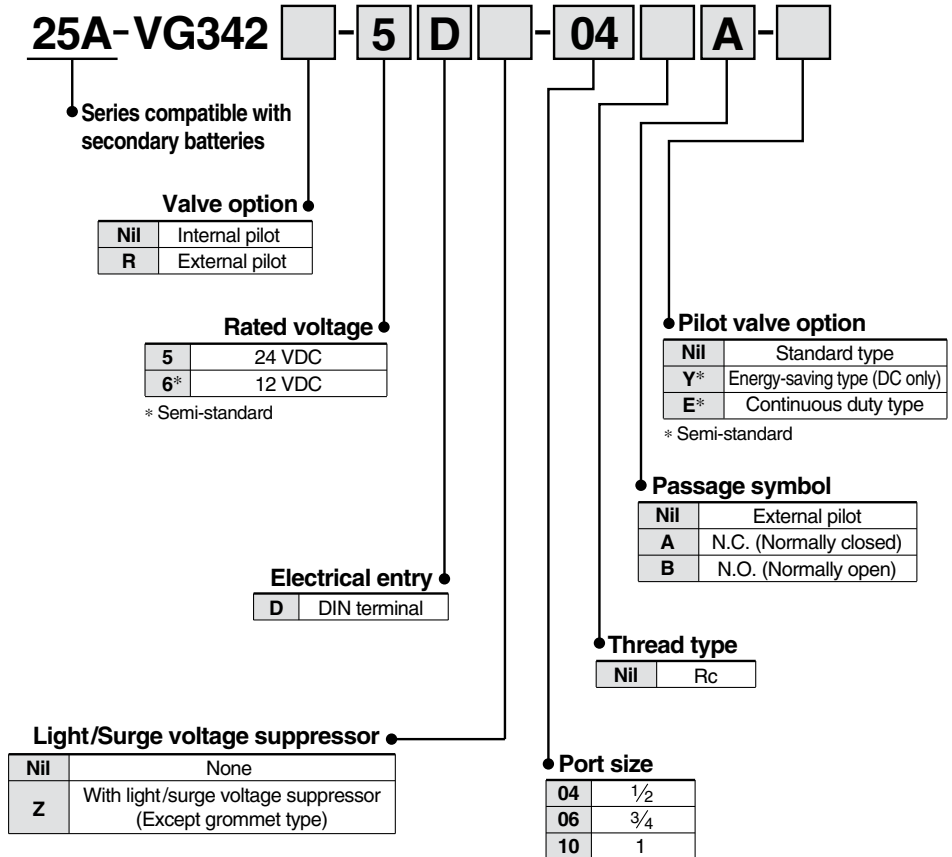 25A-VG342 - 5 D - 04 A -
Series compatible with
secondary batteries
Valve option
Nil Internal pilot
R External pilot
Rated voltage
5 24 VDC
6* 12 VDC
* Semi-standard
Pilot valve option
Nil Standard type
Y* Energy-saving type (DC only)
E* Continuous duty type
* Semi-standard
Passage symbol
Nil External pilot
A N.C. (Normally closed)
B N.O. (Normally open)
Electrical entry
D DIN terminal
Thread type
Nil Rc
Light/Surge voltage suppressor
Nil None
Z With light/surge voltage suppressor
(Except grommet type)
Port size
04 1/2
06 3/4
10 1